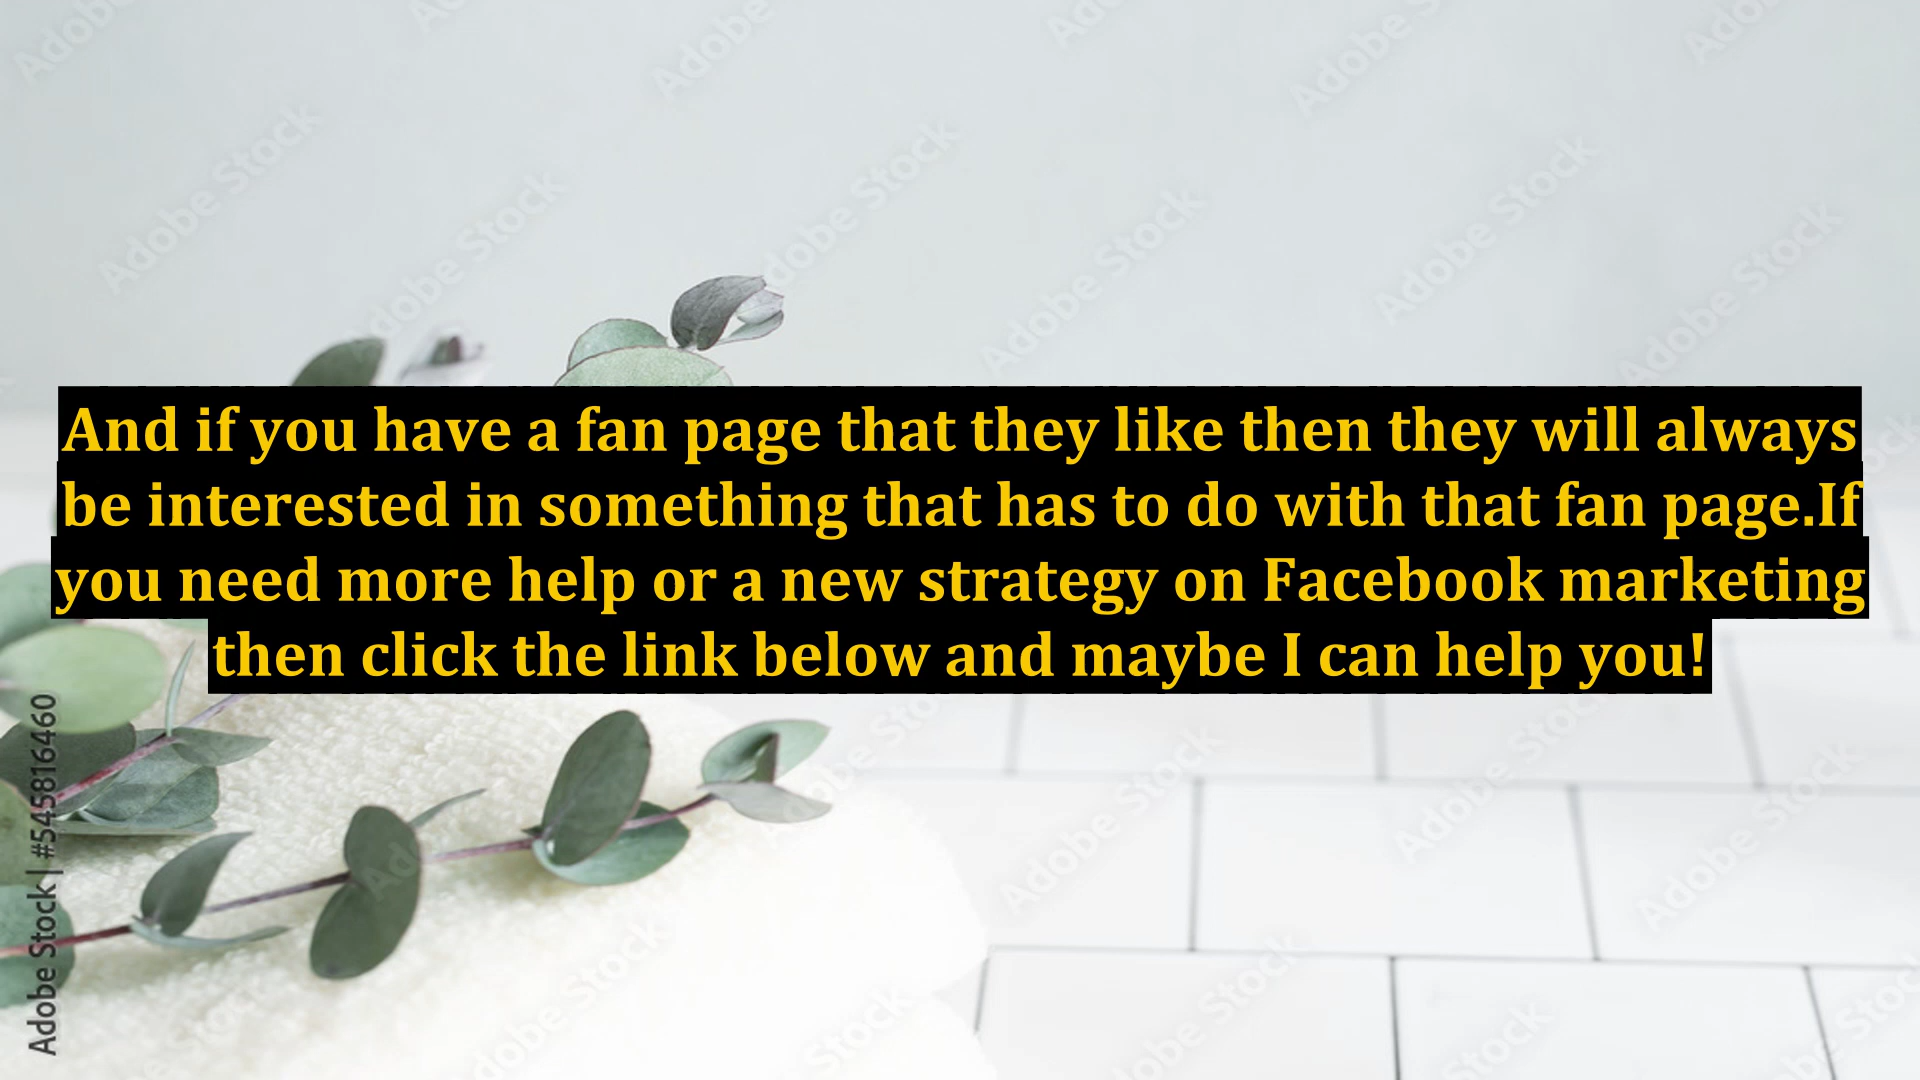 And if you have a fan page that they like then they will always
be interested in something that has to do with that fan page.If
you need more help or a new strategy on Facebook marketing
then click the link below and maybe I can help you!
Adobe Stock | #545816460
Adobe Stock